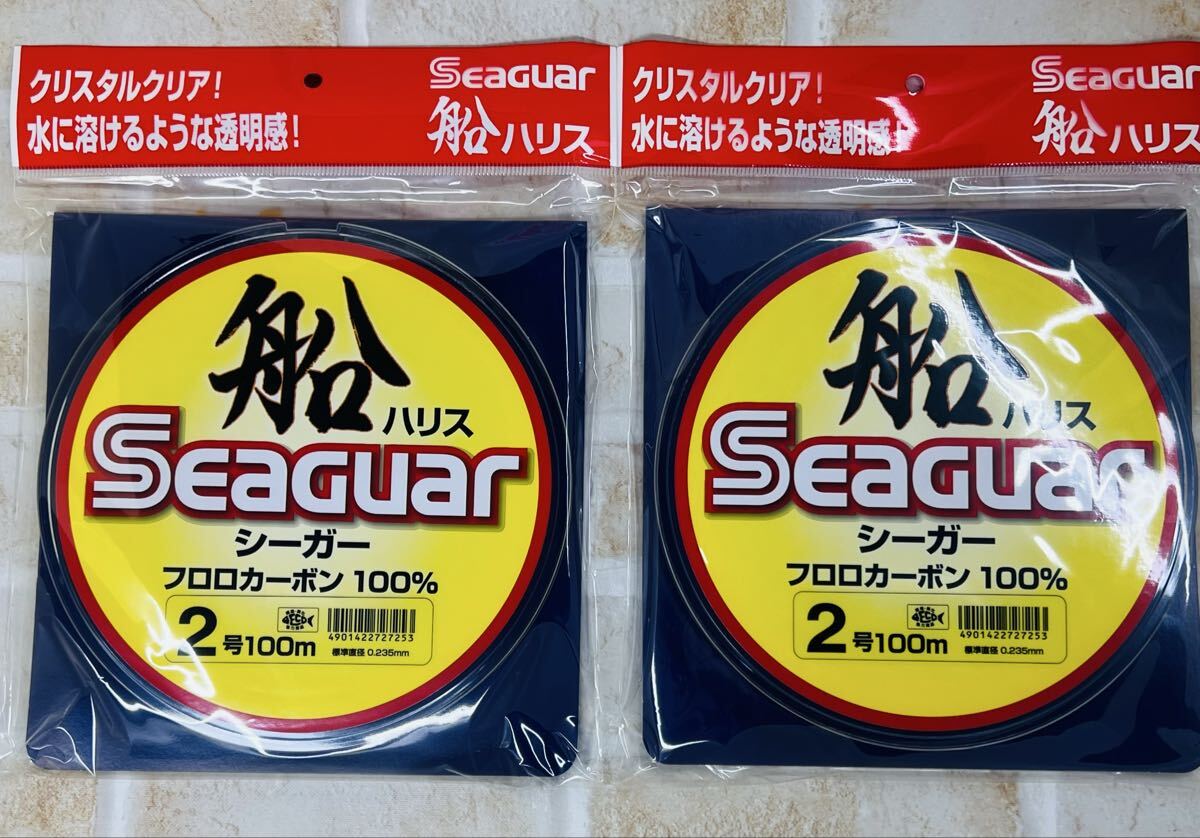 クリスタルクリア！
水に溶けるような透明感！
Seaguar
船ハリス
船
ハリス
Seaguar
シーガー
フロロカーボン 100%
2号100m
4901422727253
標準直径 0.235mm
クリスタルクリア！
水に溶けるような透明感！
Seaguar
船ハリス
船
ハリス
Seaguar
シーガー
フロロカーボン 100%
2号100m
4901422727253
標準直径 0.235mm